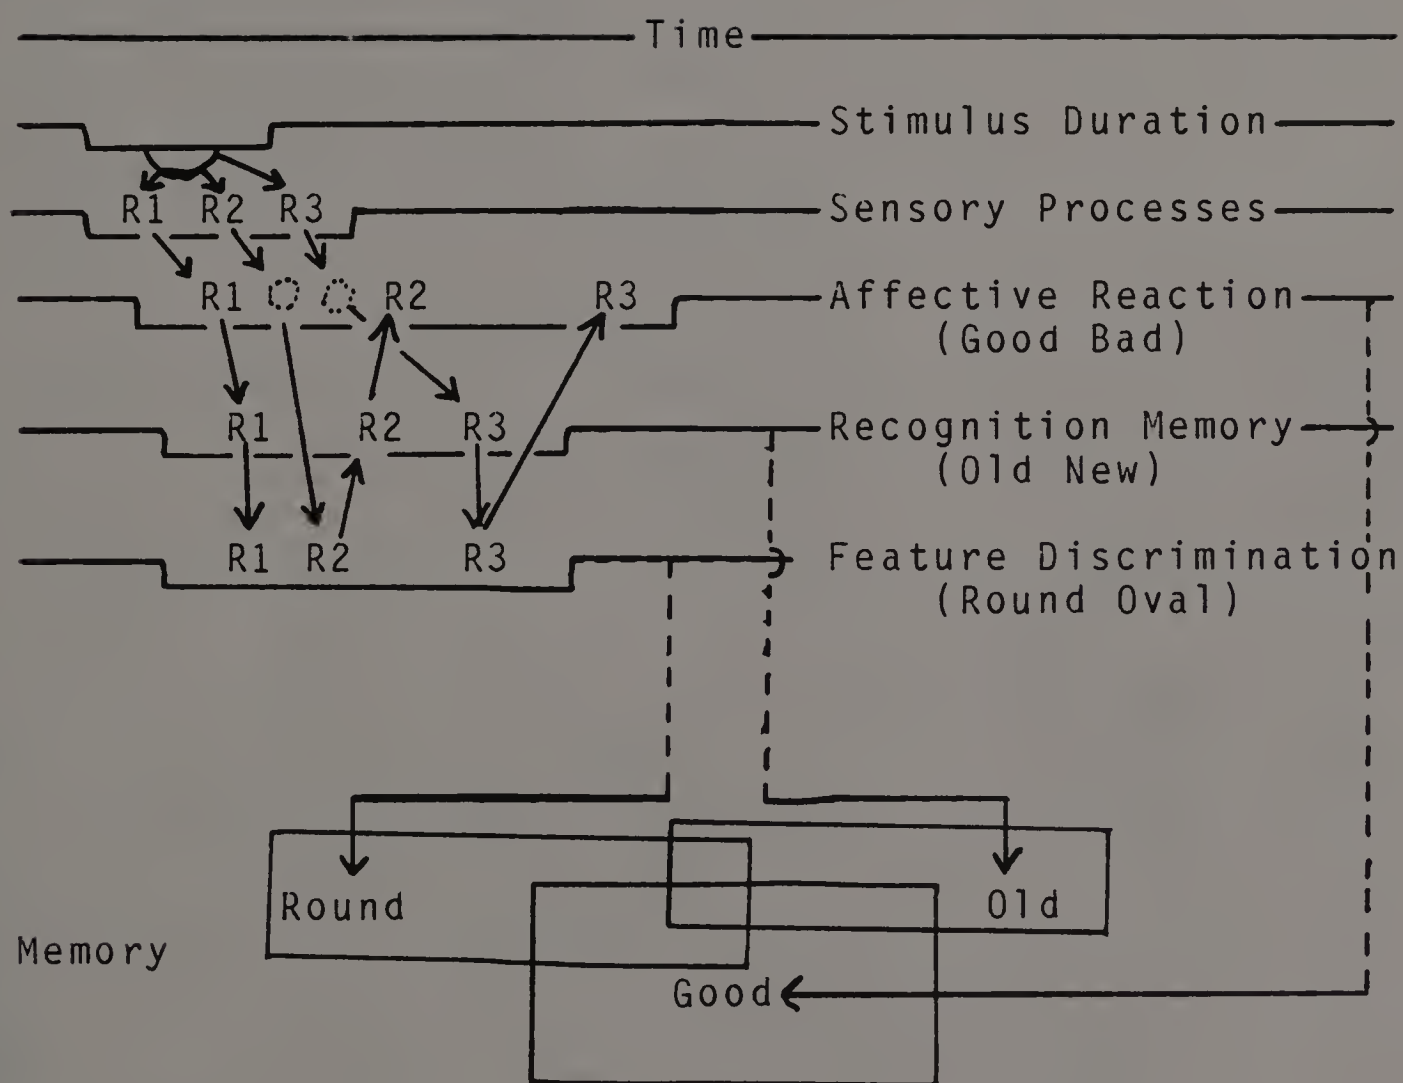 Time
Stimulus Duration
R1 R2 R3 Sensory Processes
R1 R2 R3 Affective Reaction
(Good Bad)
R1 R2 R3 Recognition Memory
(Old New)
R1 R2 R3 Feature Discrimination
(Round Oval)
Round Old
Memory
Good